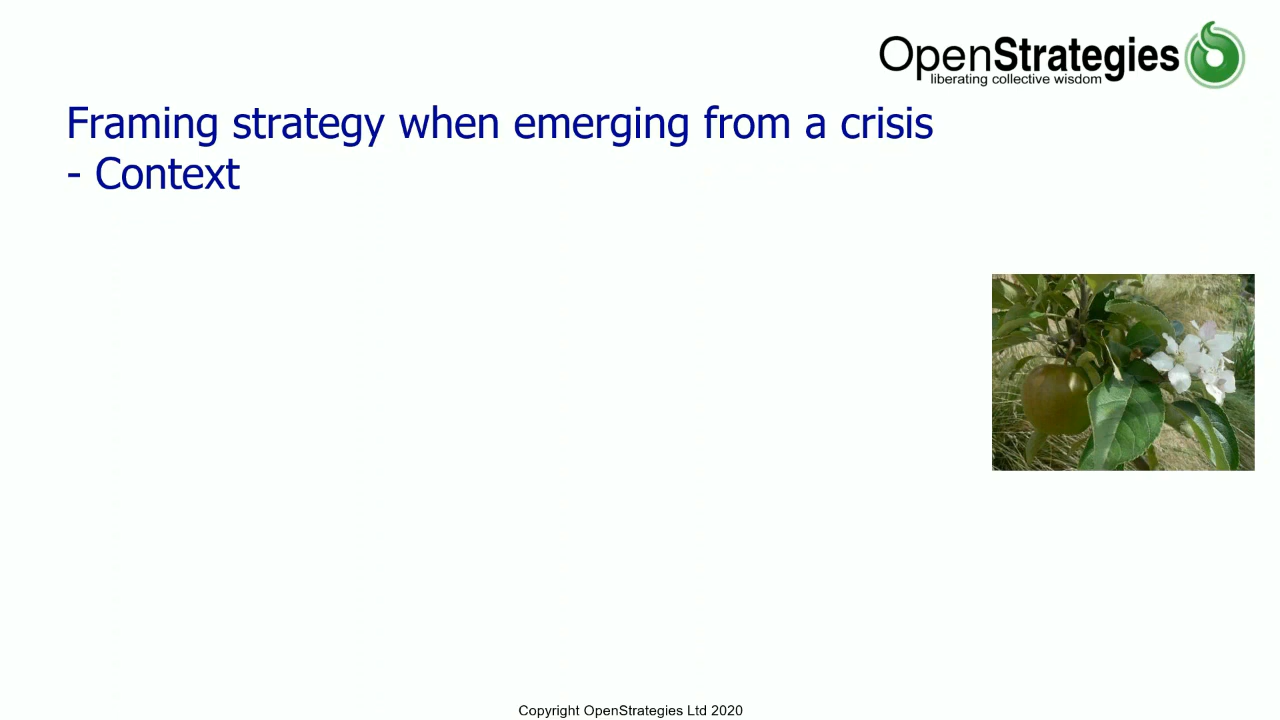 OpenStrategies
liberating collective wisdom
Framing strategy when emerging from a crisis
- Context
Copyright OpenStrategies Ltd 2020